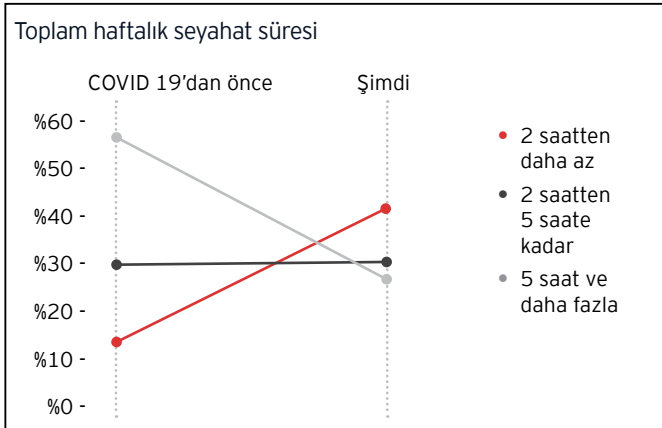 Toplam haftalık seyahat süresi
COVID 19'dan önce
Şimdi
%60 -
%50 -
%40 -
%30 -
%20 -
%10 -
%0 -
2 saatten
daha az
2 saatten
5 saate
kadar
5 saat ve
daha fazla